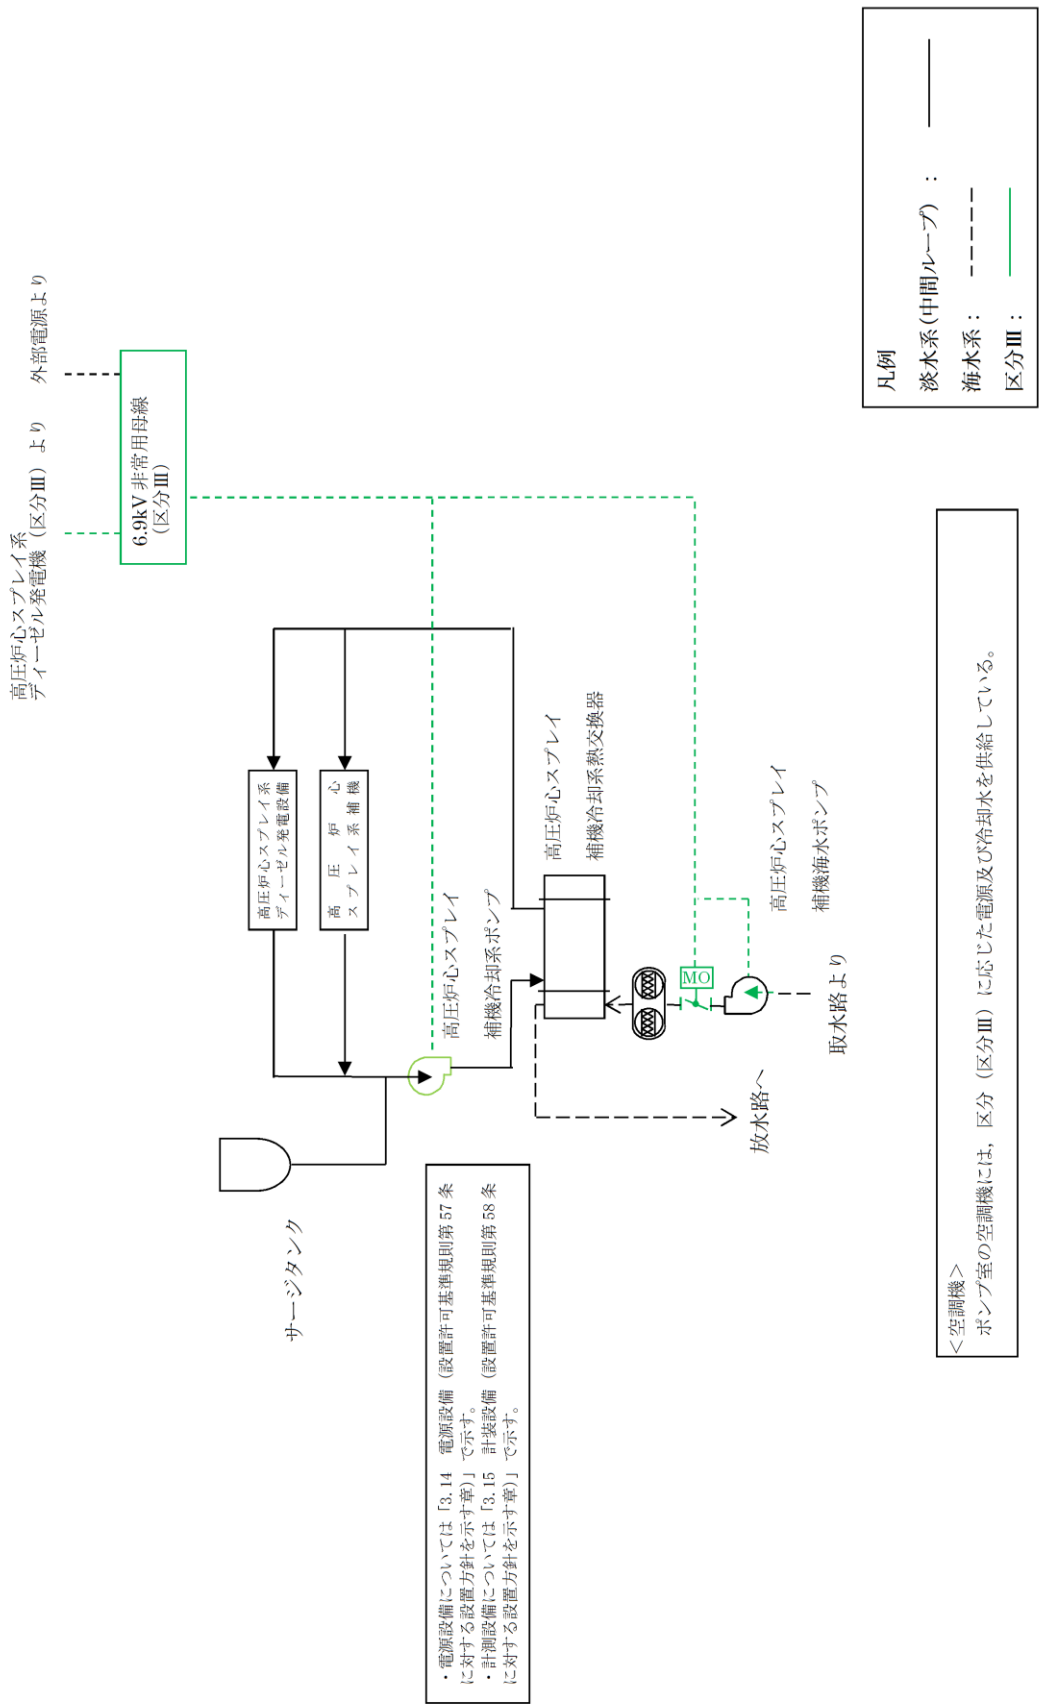 高圧炉心スプレイ系
ディーゼル発電機（区分Ⅲ）より
外部電源より
6.9kV 非常用母線
（区分Ⅲ）
高圧炉心スプレイ系
ディーゼル発電設備
高圧炉心
スプレイ系補機
サージタンク
高圧炉心スプレイ
補機冷却系ポンプ
高圧炉心スプレイ
補機冷却系熱交換器
MO
高圧炉心スプレイ
補機海水ポンプ
取水路より
放水路へ
・電源設備については「3.14　電源設備（設置許可基準規則第57条
に対する設置方針を示す章）」で示す。
・計測設備については「3.15　計装設備（設置許可基準規則第58条
に対する設置方針を示す章）」で示す。
＜空調機＞
ポンプ室の空調機には，区分（区分Ⅲ）に応じた電源及び冷却水を供給している。
凡例
淡水系(中間ループ)　：
海水系：
区分Ⅲ：